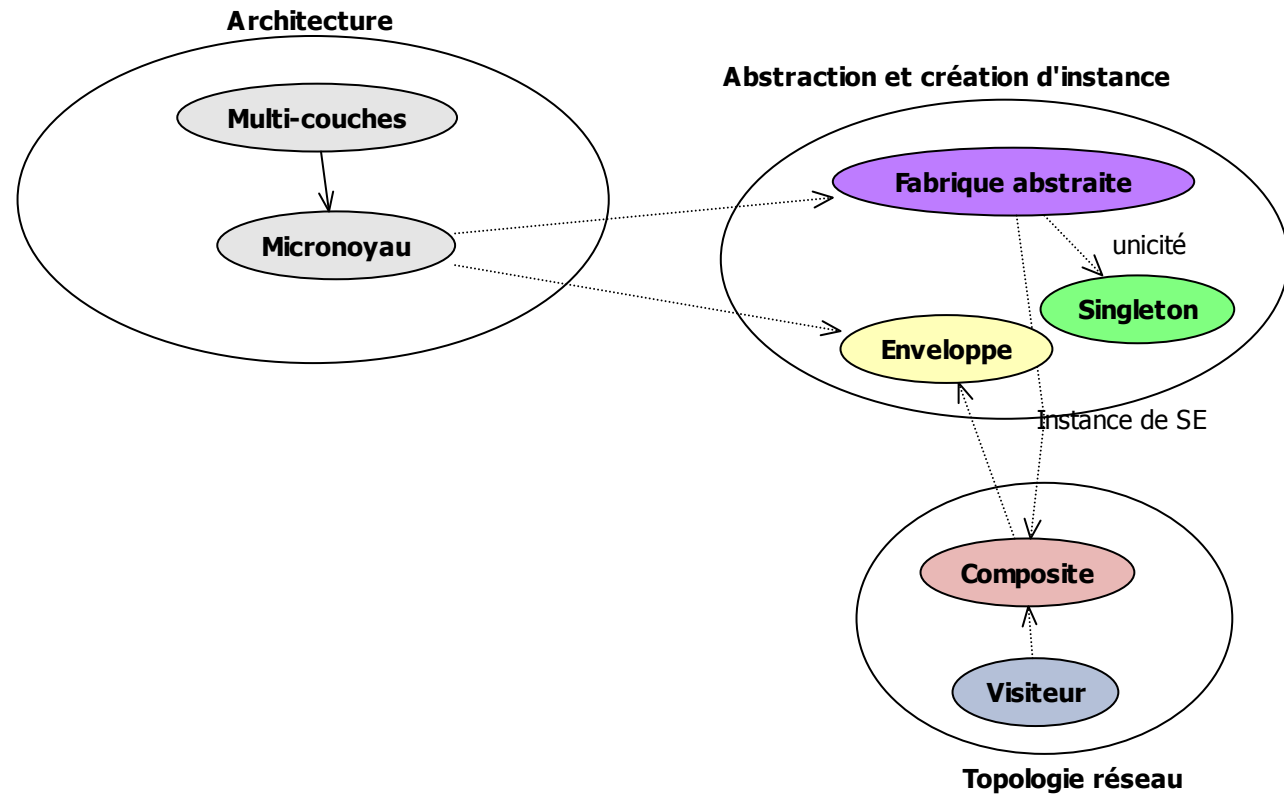 Architecture
Multi-couches
Micronoyau
Abstraction et création d'instance
Fabrique abstraite
unicité
Singleton
Enveloppe
Instance de SE
Composite
Visiteur
Topologie réseau